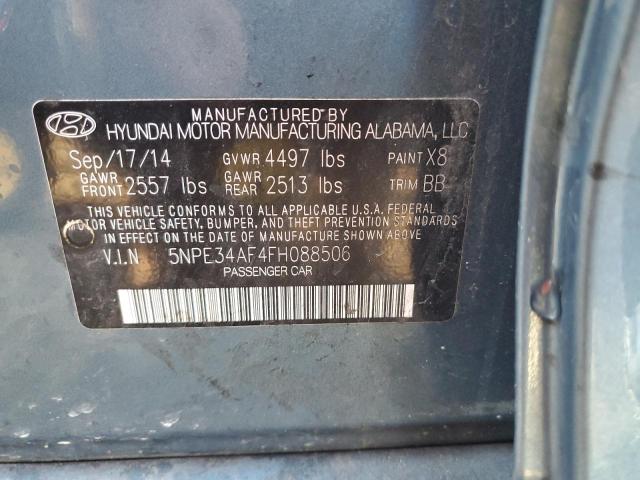 MANUFACTURED BY
HYUNDAI MOTOR MANUFACTURING ALABAMA, LLC
Sep/17/14 GVWR 4497 lbs PAINT X8
GAWR FRONT 2557 lbs GAWR REAR 2513 lbs TRIM BB
THIS VEHICLE CONFORMS TO ALL APPLICABLE U.S.A. FEDERAL
MOTOR VEHICLE SAFETY, BUMPER, AND THEFT PREVENTION STANDARDS
IN EFFECT ON THE DATE OF MANUFACTURE SHOWN ABOVE
V.I.N 5NPE34AF4FH088506
PASSENGER CAR